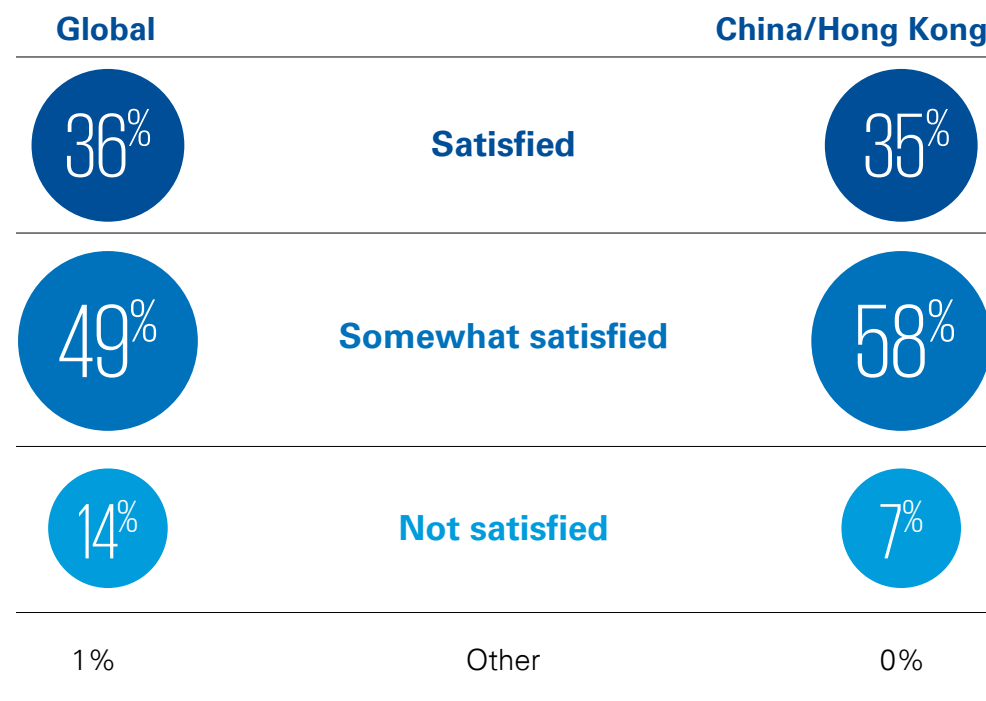 Global China/Hong Kong
36% Satisfied 35%
49% Somewhat satisfied 58%
14% Not satisfied 7%
1% Other 0%